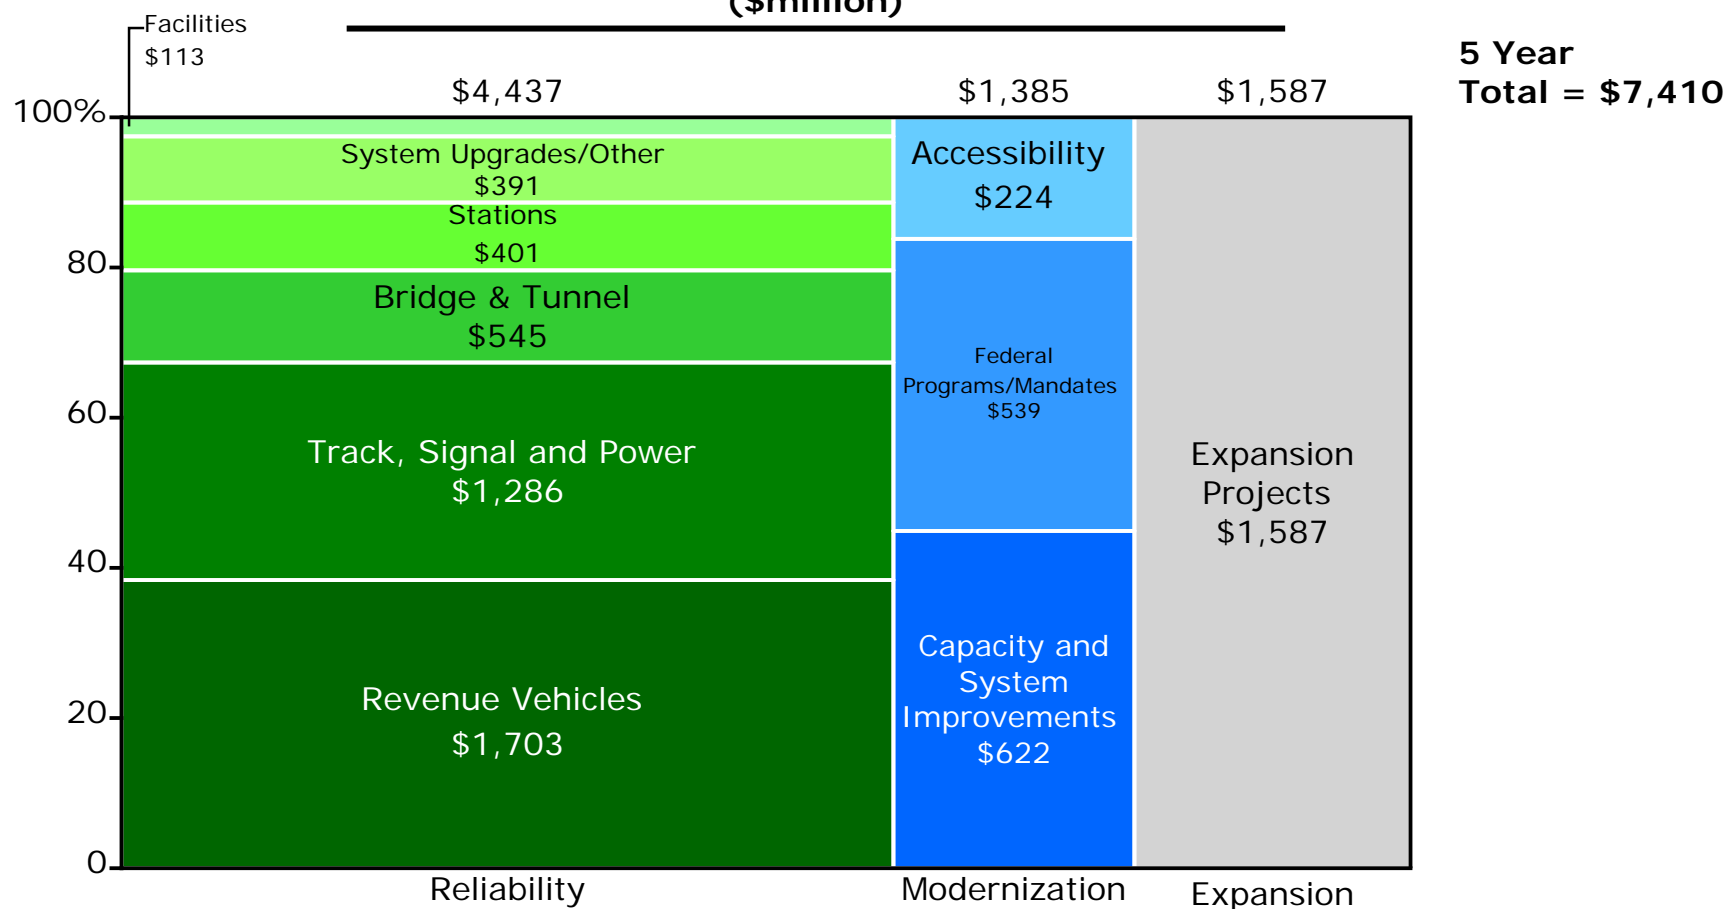 ($million)
Facilities
$113
5 Year
Total = $7,410
$4,437
$1,385
$1,587
100%
80
60
40
20
0
System Upgrades/Other
$391
Stations
$401
Bridge & Tunnel
$545
Track, Signal and Power
$1,286
Revenue Vehicles
$1,703
Accessibility
$224
Federal
Programs/Mandates
$539
Capacity and
System
Improvements
$622
Expansion
Projects
$1,587
Reliability
Modernization
Expansion